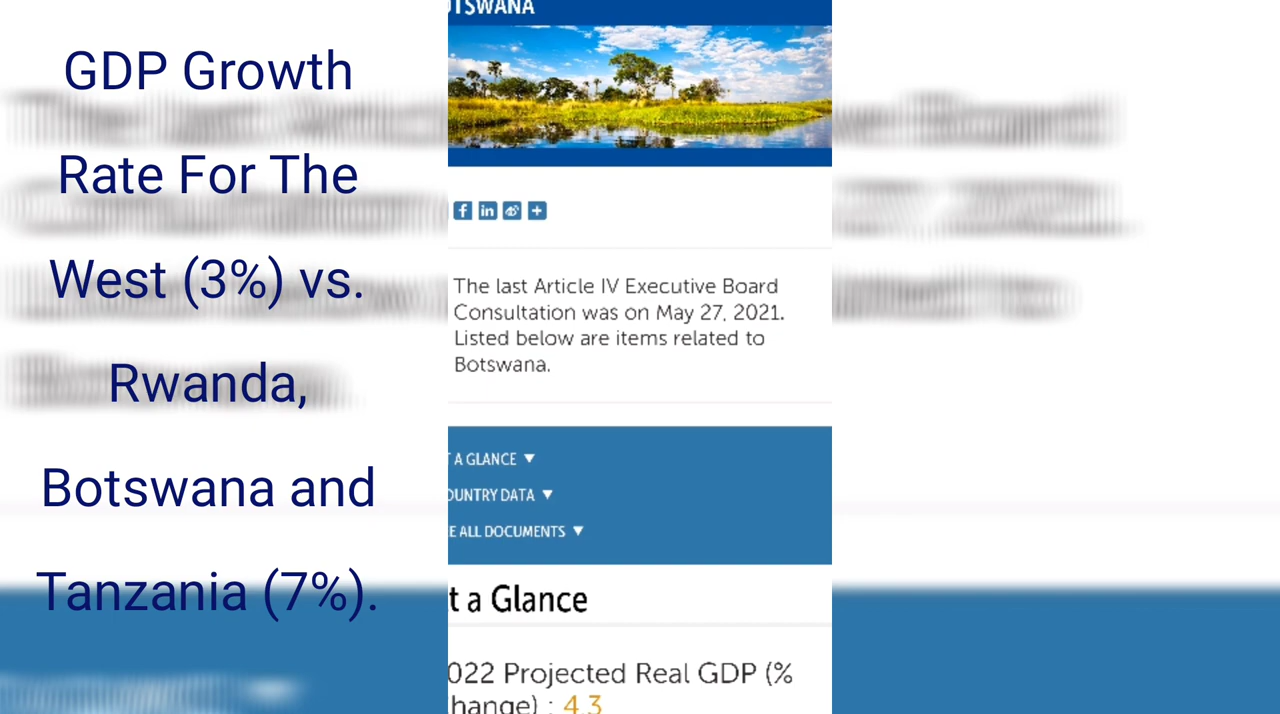 GDP Growth
Rate For The
West (3%) vs.
Rwanda,
Botswana and
Tanzania (7%).
OTSWANA
The last Article IV Executive Board
Consultation was on May 27, 2021.
Listed below are items related to
Botswana.
T A GLANCE ▼
OUNTRY DATA ▼
E ALL DOCUMENTS ▼
t a Glance
022 Projected Real GDP (%
hange) : 4.3